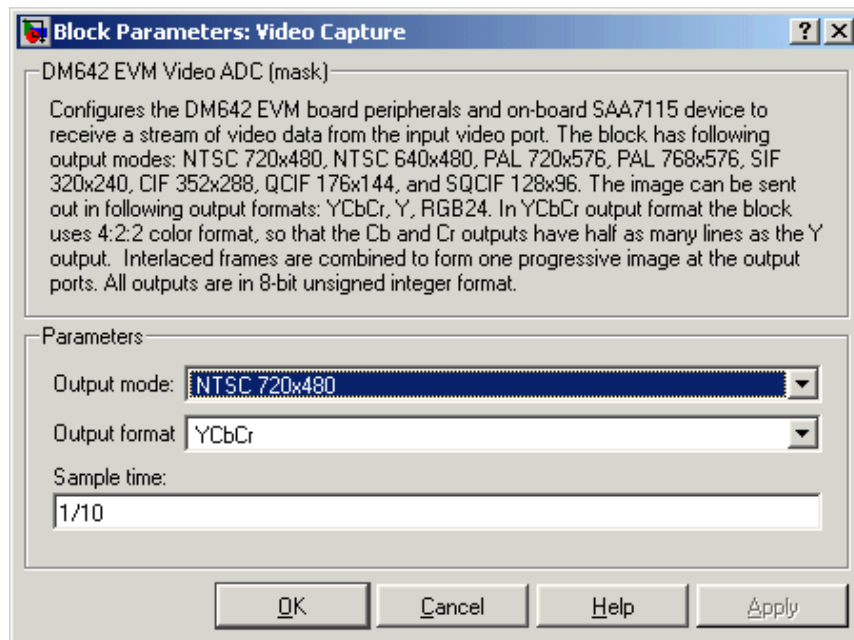 Block Parameters: Video Capture
DM642 EVM Video ADC (mask)
Configures the DM642 EVM board peripherals and on-board SAA7115 device to
receive a stream of video data from the input video port. The block has following
output modes: NTSC 720x480, NTSC 640x480, PAL 720x576, PAL 768x576, SIF
320x240, CIF 352x288, QCIF 176x144, and SQCIF 128x96. The image can be sent
out in following output formats: YCbCr, Y, RGB24. In YCbCr output format the block
uses 4:2:2 color format, so that the Cb and Cr outputs have half as many lines as the Y
output. Interlaced frames are combined to form one progressive image at the output
ports. All outputs are in 8-bit unsigned integer format.
Parameters
Output mode: NTSC 720x480
Output format YCbCr
Sample time:
1/10
OK Cancel Help Apply